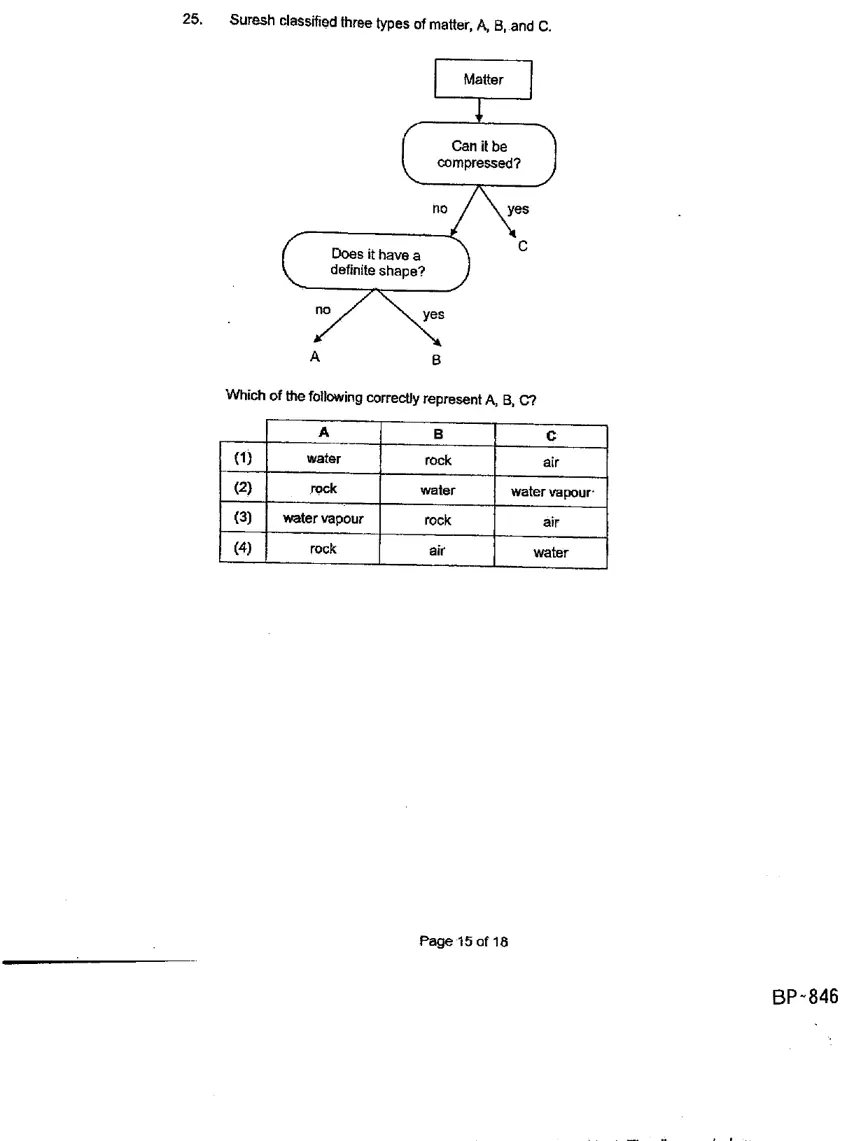 25. Suresh classified three types of matter, A, B, and C.
Matter
Can it be
compressed?
no yes
C
Does it have a
definite shape?
no yes
A B
Which of the following correctly represent A, B, C?
A B C
(1) water rock air
(2) rock water water vapour
(3) water vapour rock air
(4) rock air water
Page 15 of 18
BP-846